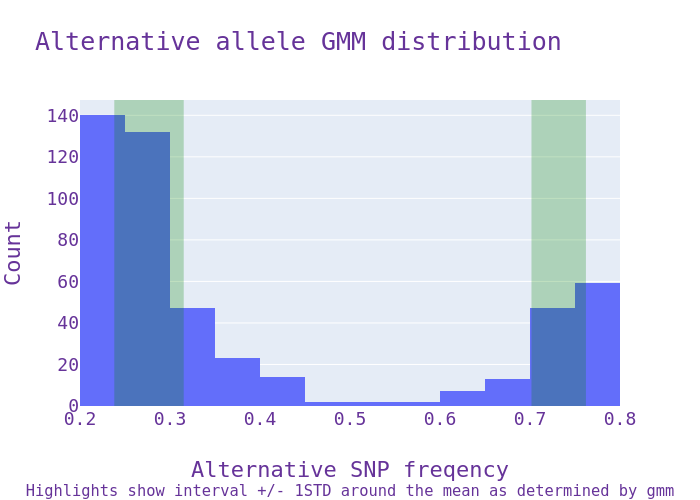 Alternative allele GMM distribution
140
120
100
80
60
40
20
0
Count
0.2 0.3 0.4 0.5 0.6 0.7 0.8
Alternative SNP freqency
Highlights show interval +/- 1STD around the mean as determined by gmm